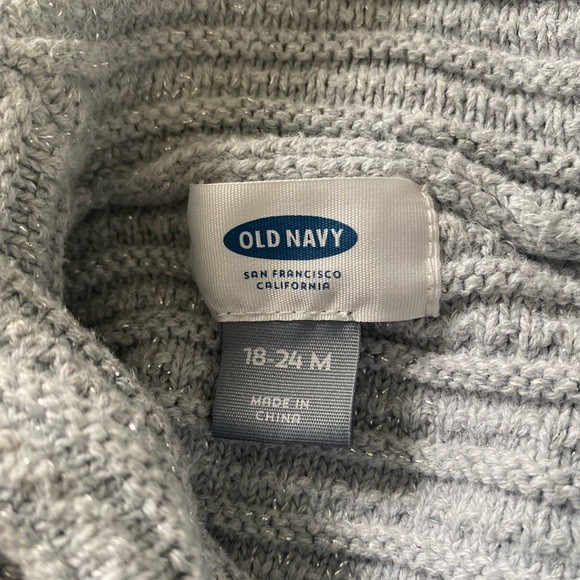 OLD NAVY
SAN FRANCISCO
CALIFORNIA
18-24 M
MADE IN
CHINA